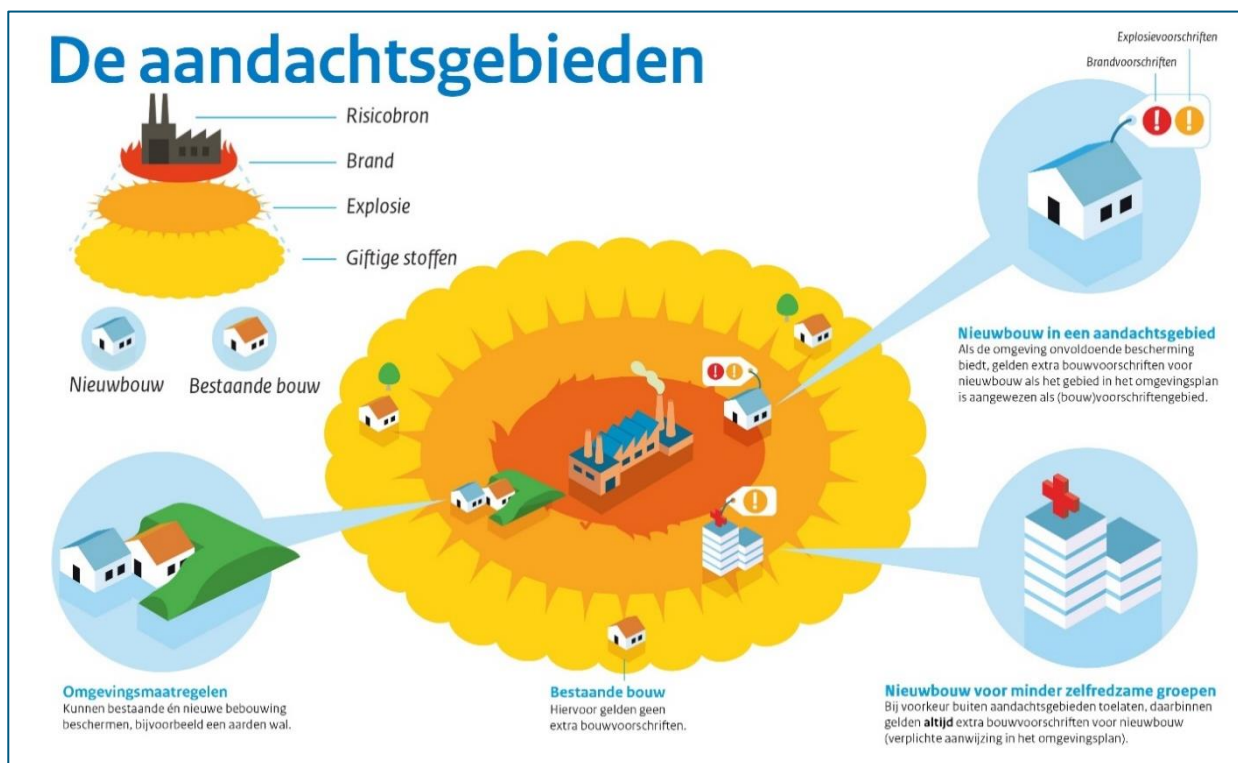 De aandachtsgebieden
Risicobron
Brand
Explosie
Giftige stoffen
Nieuwbouw
Bestaande bouw
Explosievoorschriften
Brandvoorschriften
Nieuwbouw in een aandachtsgebied
Als de omgeving onvoldoende bescherming
biedt, gelden extra bouwvoorschriften voor
nieuwbouw als het gebied in het omgevingsplan
is aangewezen als (bouw)voorschriftengebied.
Omgevingsmaatregelen
Kunnen bestaande én nieuwe bebouwing
beschermen, bijvoorbeeld een aarden wal.
Bestaande bouw
Hiervoor gelden geen
extra bouwvoorschriften.
Nieuwbouw voor minder zelfredzame groepen
Bij voorkeur buiten aandachtsgebieden toelaten, daarbinnen
gelden altijd extra bouwvoorschriften voor nieuwbouw
(verplichte aanwijzing in het omgevingsplan).